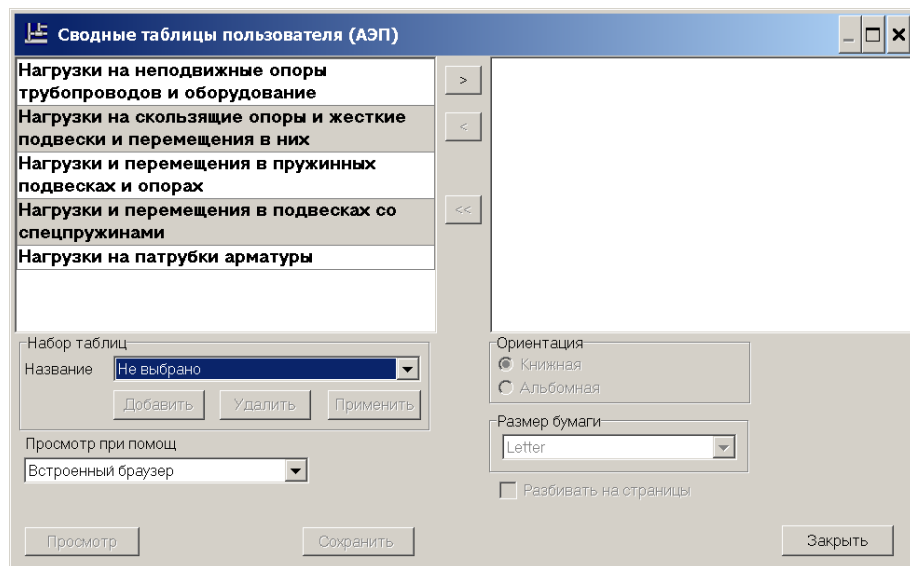 Сводные таблицы пользователя (АЭП)
Нагрузки на неподвижные опоры
трубопроводов и оборудование
>
Нагрузки на скользящие опоры и жесткие
подвески и перемещения в них
<
Нагрузки и перемещения в пружинных
подвесках и опорах
Нагрузки и перемещения в подвесках со
спецпружинами
<<
Нагрузки на патрубки арматуры
Набор таблиц
Название Не выбрано
Добавить Удалить Применить
Просмотр при помощ
Встроенный браузер
Ориентация
Книжная
Альбомная
Размер бумаги
Letter
Разбивать на страницы
Просмотр Сохранить Закрыть